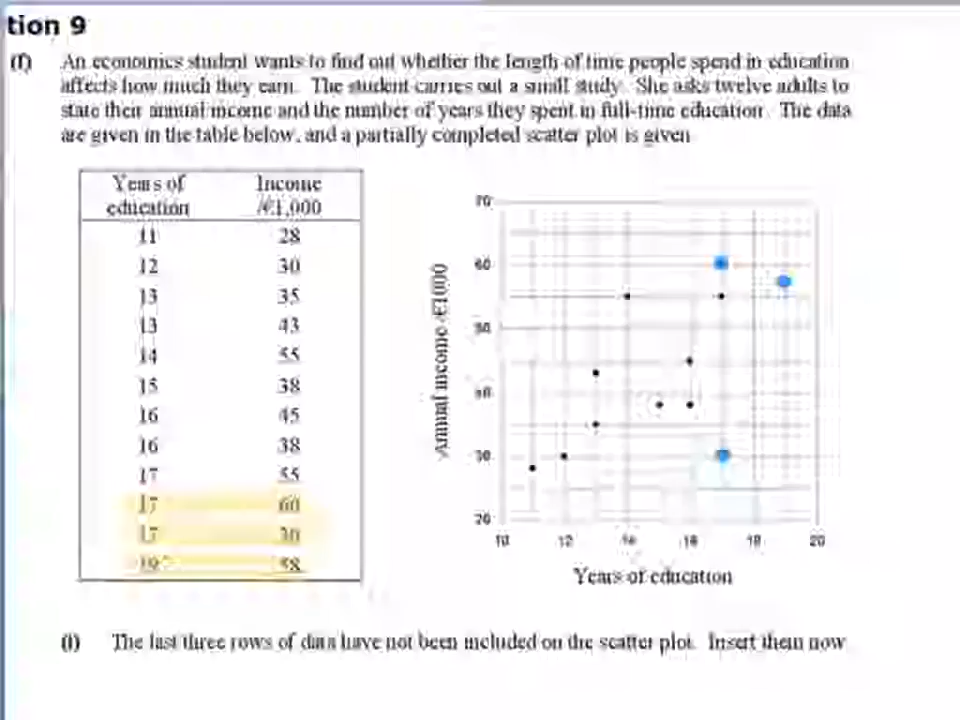 tion 9
(f) An economics student wants to find out whether the length of time people spend in education
affects how much they earn. The student carries out a small study. She asks twelve adults to
state their annual income and the number of years they spent in full-time education. The data
are given in the table below, and a partially completed scatter plot is given
Years of Income
education /€1,000
11 28
12 30
13 35
13 43
14 55
15 38
16 45
16 38
17 55
17 60
17 30
19 58
Annual income /€1000
70
60
50
40
30
20
10 12 14 16 18 20
Years of education
(i) The last three rows of data have not been included on the scatter plot. Insert them now